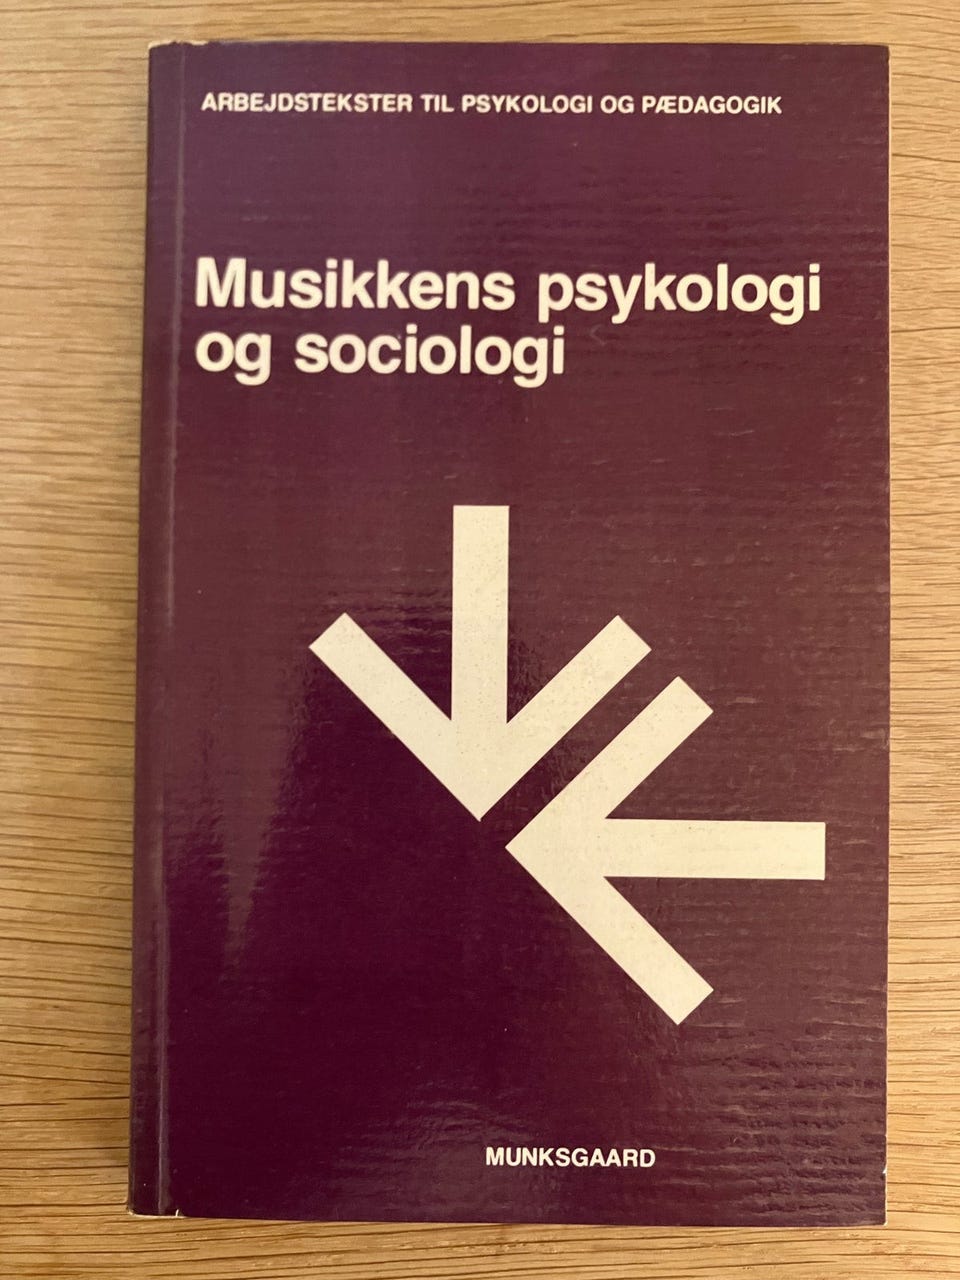 ARBEJDSTEKSTER TIL PSYKOLOGI OG PÆDAGOGIK
Musikkens psykologi
og sociologi
MUNKSGAARD